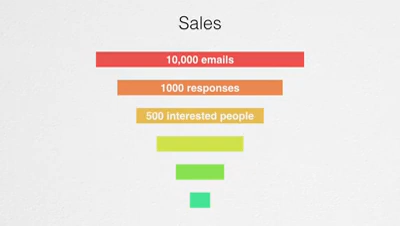 Sales
10,000 emails
1000 responses
500 interested people